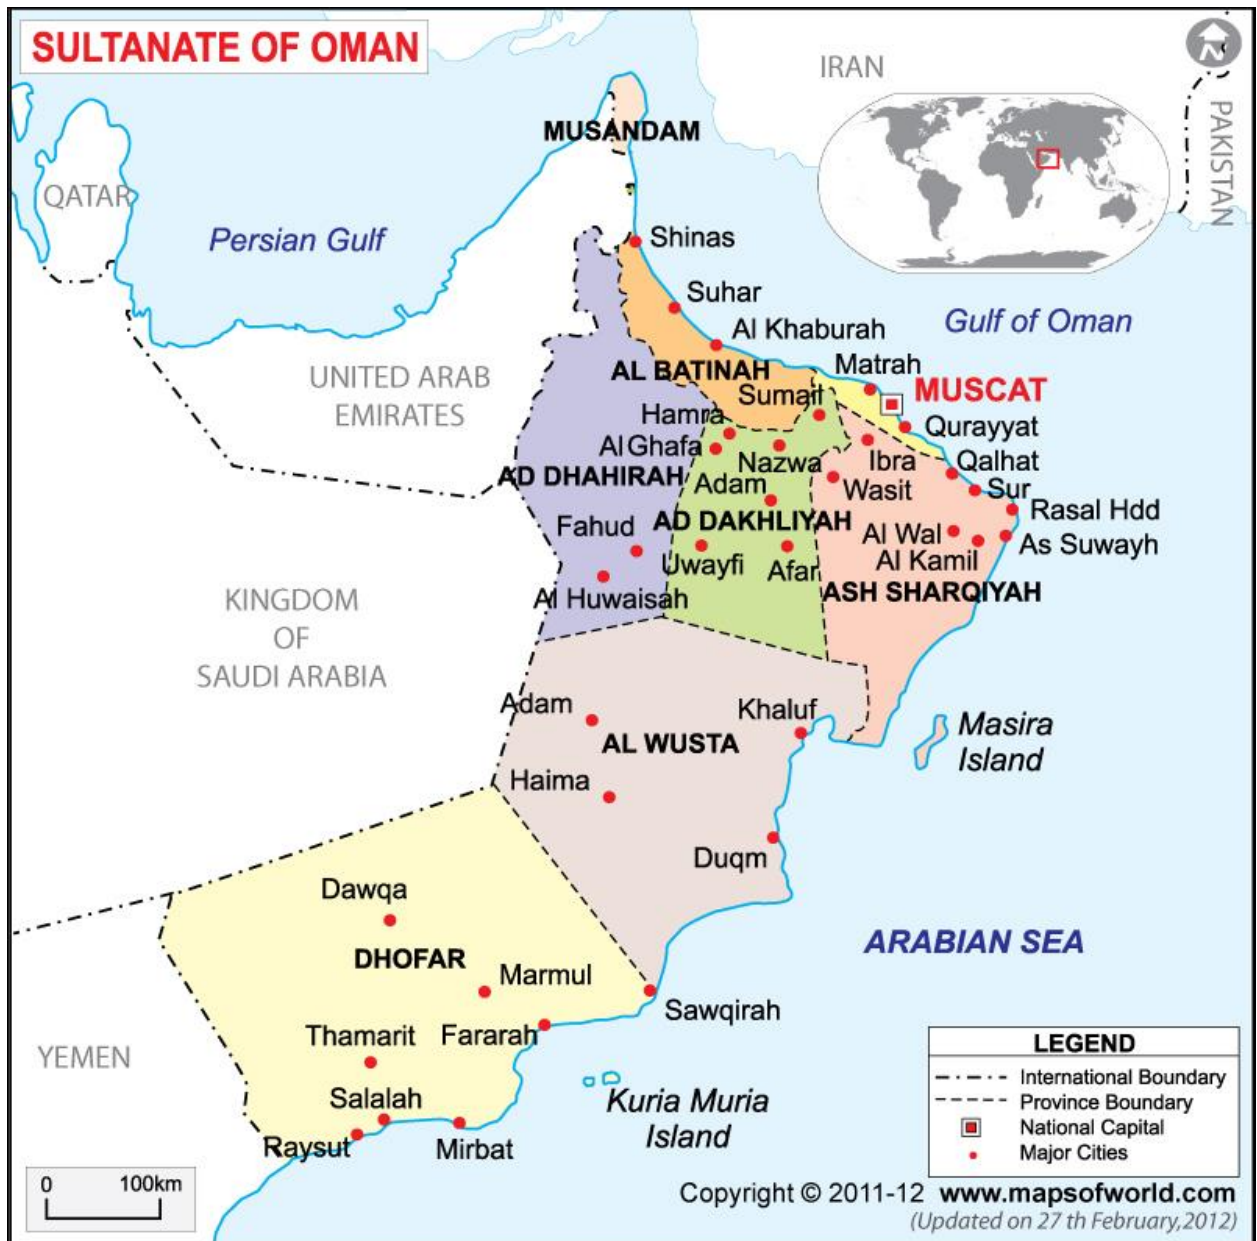 SULTANATE OF OMAN
N
IRAN
PAKISTAN
MUSANDAM
QATAR
Persian Gulf
Shinas
Suhar
Gulf of Oman
Al Khaburah
Matrah
UNITED ARAB
EMIRATES
AL BATINAH
MUSCAT
Sumail
Hamra
Qurayyat
Al Ghafa
Nazwa
Ibra
Qalhat
AD DHAHIRAH
Adam
Wasit
Sur
Rasal Hdd
Fahud
AD DAKHLIYAH
Al Wal
As Suwayh
Uwayfi
Afar
Al Kamil
Al Huwaisah
ASH SHARQIYAH
KINGDOM
OF
SAUDI ARABIA
Adam
Khaluf
Masira
Island
AL WUSTA
Haima
Duqm
Dawqa
ARABIAN SEA
DHOFAR
Marmul
Sawqirah
Thamarit
Fararah
YEMEN
Salalah
Kuria Muria
Island
Raysut
Mirbat
LEGEND
International Boundary
Province Boundary
National Capital
Major Cities
0 100km
Copyright © 2011-12 www.mapsofworld.com
(Updated on 27 th February,2012)